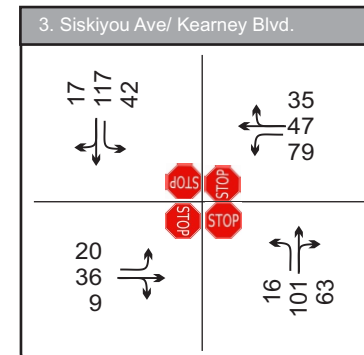 3. Siskiyou Ave/ Kearney Blvd.
17
117
42
35
47
79
STOP
STOP
STOP
STOP
20
36
9
16
101
63